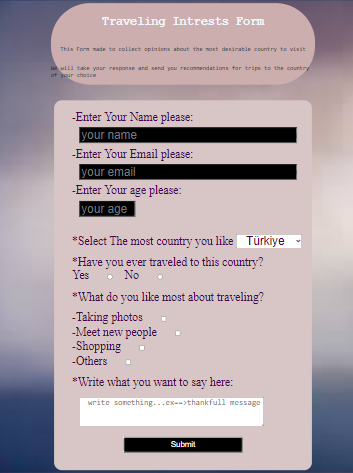 Traveling Intrests Form
This Form made to collect opinions about the most desirable country to visit
We will take your response and send you recommendations for trips to the country
of your choice
-Enter Your Name please:
your name
-Enter Your Email please:
your email
-Enter Your age please:
your age
*Select The most country you like Türkiye
*Have you ever traveled to this country?
Yes No
*What do you like most about traveling?
-Taking photos
-Meet new people
-Shopping
-Others
*Write what you want to say here:
write something...ex==>thankfull message
Submit